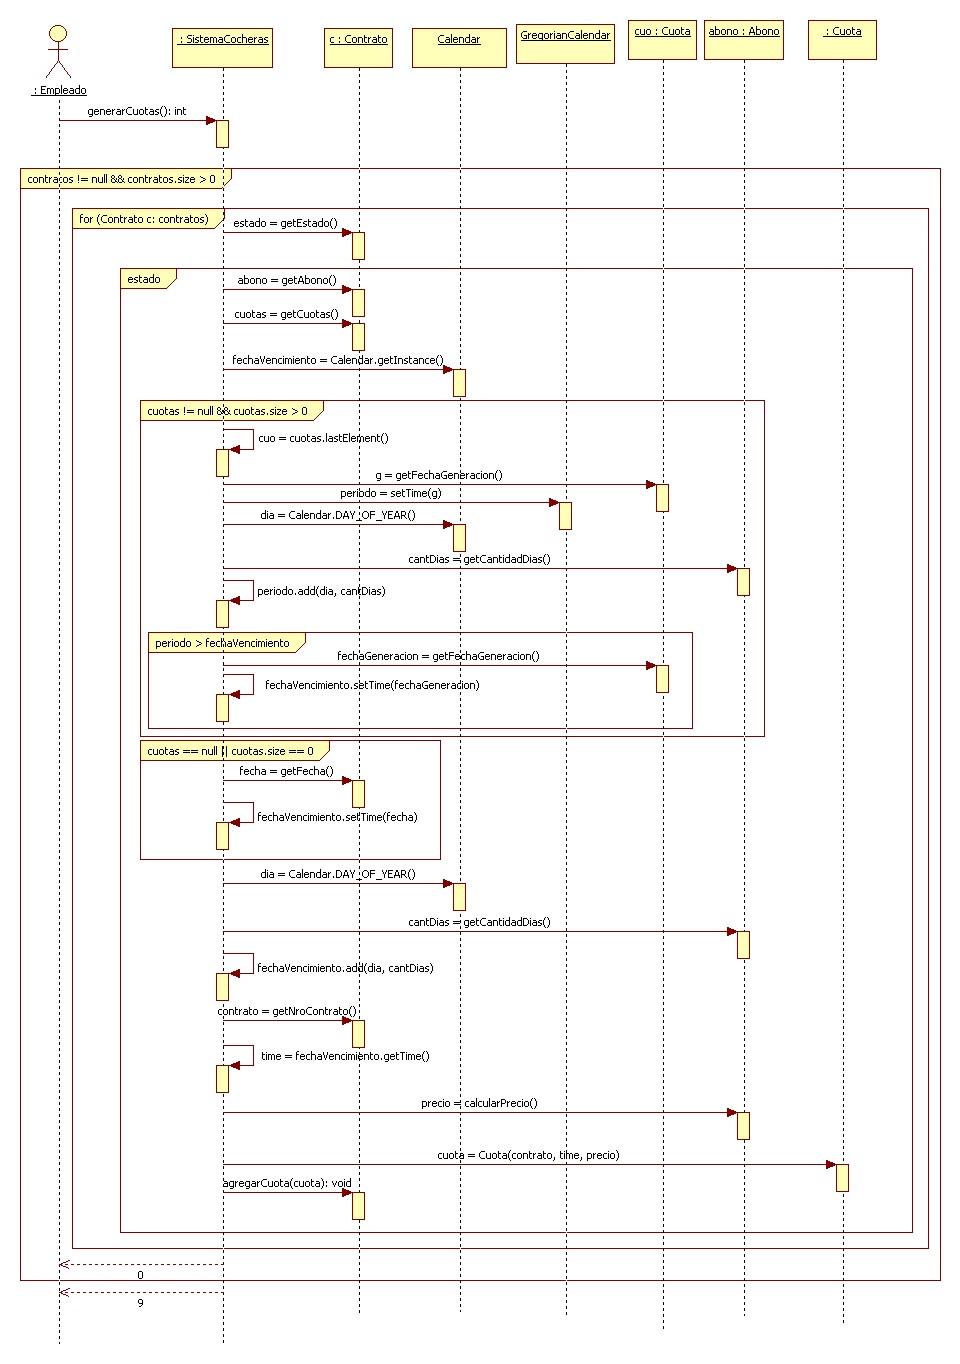 : SistemaCocheras
c : Contrato
Calendar
GregorianCalendar
cuo : Cuota
abono : Abono
: Cuota
: Empleado
generarCuotas(): int
contratos != null && contratos.size > 0
for (Contrato c: contratos)
estado = getEstado()
estado
abono = getAbono()
cuotas = getCuotas()
fechaVencimiento = Calendar.getInstance()
cuotas != null && cuotas.size > 0
cuo = cuotas.lastElement()
g = getFechaGeneracion()
periodo = setTime(g)
dia = Calendar.DAY_OF_YEAR()
cantDias = getCantidadDias()
periodo.add(dia, cantDias)
periodo > fechaVencimiento
fechaGeneracion = getFechaGeneracion()
fechaVencimiento.setTime(fechaGeneracion)
cuotas == null || cuotas.size == 0
fecha = getFecha()
fechaVencimiento.setTime(fecha)
dia = Calendar.DAY_OF_YEAR()
cantDias = getCantidadDias()
fechaVencimiento.add(dia, cantDias)
contrato = getNroContrato()
time = fechaVencimiento.getTime()
precio = calcularPrecio()
cuota = Cuota(contrato, time, precio)
agregarCuota(cuota): void
0
9